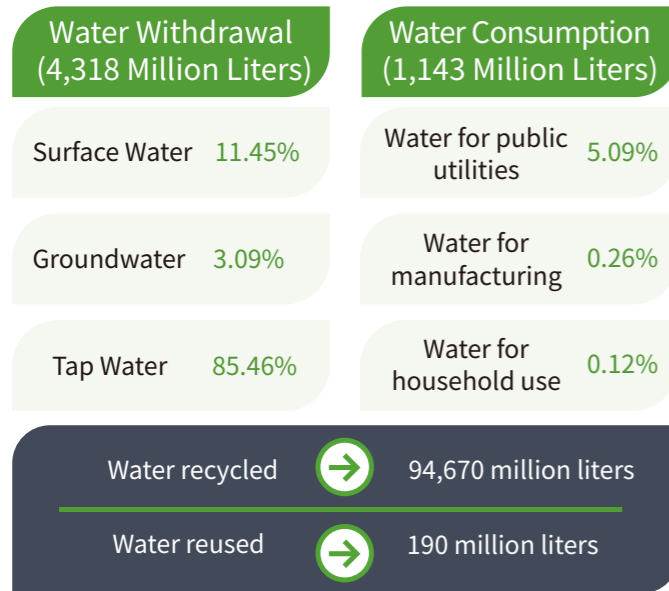 Water Withdrawal
(4,318 Million Liters)
Surface Water 11.45%
Groundwater 3.09%
Tap Water 85.46%
Water Consumption
(1,143 Million Liters)
Water for public
utilities
5.09%
Water for
manufacturing
0.26%
Water for
household use
0.12%
Water recycled 94,670 million liters
Water reused 190 million liters